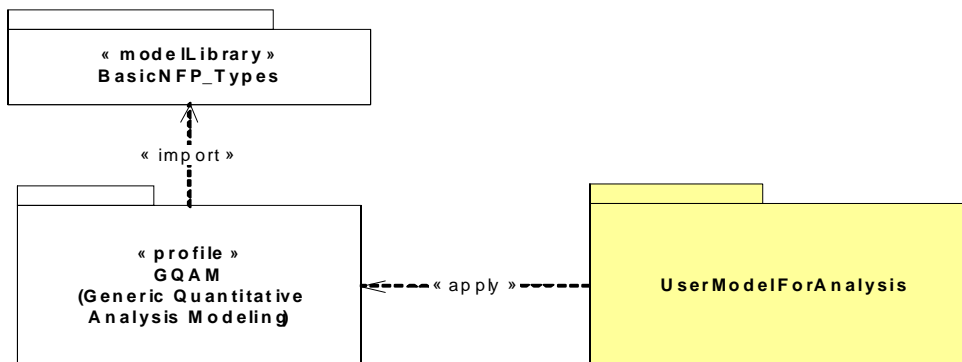 « modelLibrary »
BasicNFP_Types
« import »
« profile »
GQAM
(Generic Quantitative
Analysis Modeling)
« apply »
UserModelForAnalysis